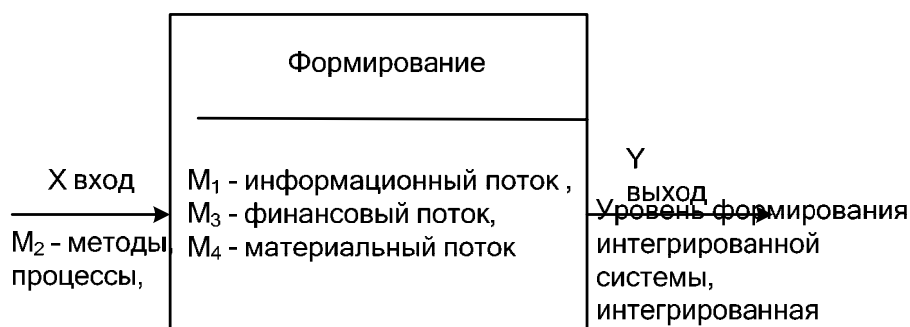 Формирование
X вход
M₂ - методы,
процессы,
M₁ - информационный поток ,
M₃ - финансовый поток,
M₄ - материальный поток
Y
выход
Уровень формирования
интегрированной
системы,
интегрированная